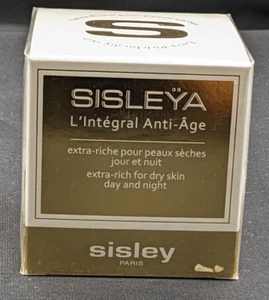 S
SISLEŸA
L'Intégral Anti-Âge
extra-riche pour peaux sèches
jour et nuit
extra-rich for dry skin
day and night
sisley
PARIS